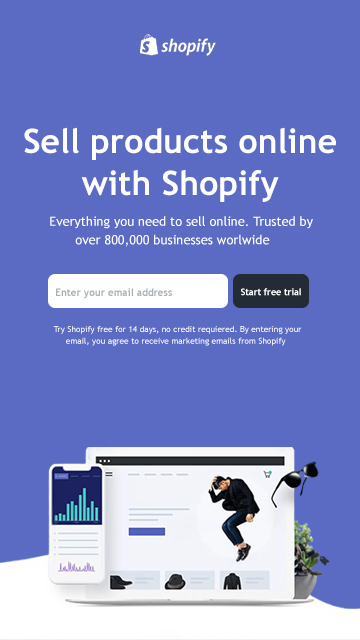 shopify
Sell products online
with Shopify
Everything you need to sell online. Trusted by
over 800,000 businesses worlwide
Enter your email address
Start free trial
Try Shopify free for 14 days, no credit requiered. By entering your
email, you agree to receive marketing emails from Shopify